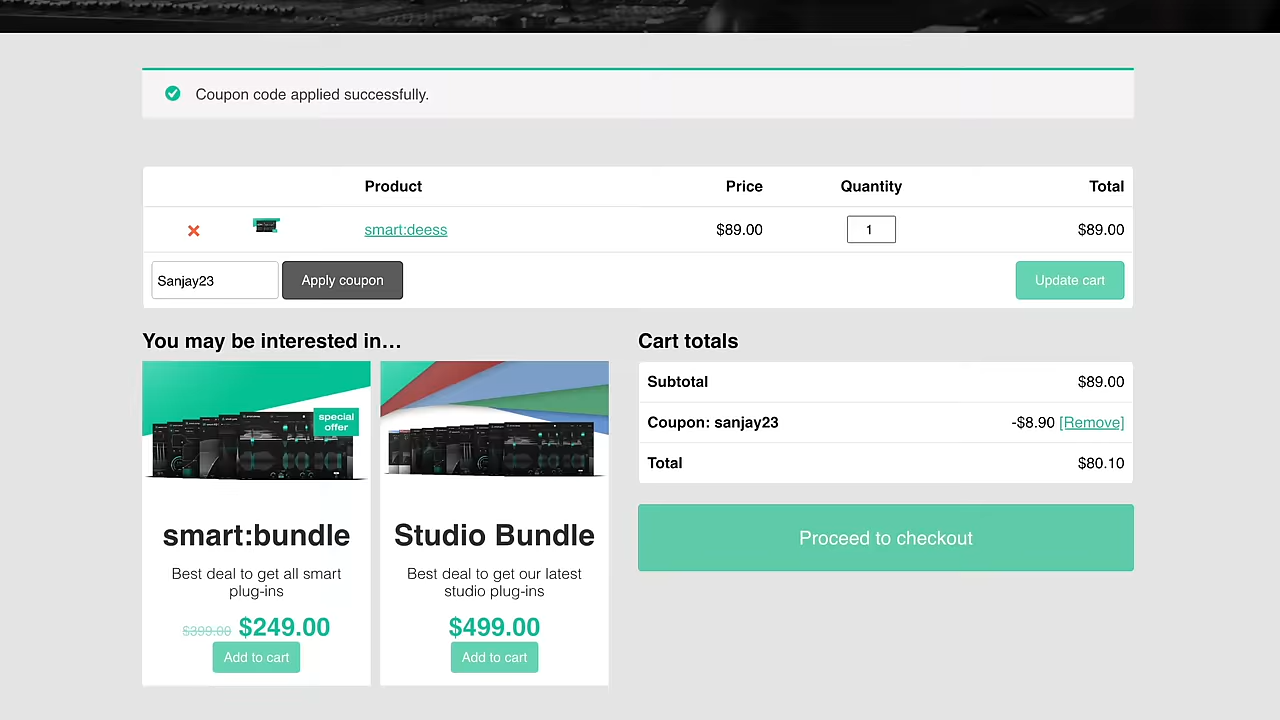 Coupon code applied successfully.
Product Price Quantity Total
smart:deess $89.00 1 $89.00
Sanjay23 Apply coupon Update cart
You may be interested in…
special
offer
smart:bundle
Best deal to get all smart
plug-ins
$399.00 $249.00
Add to cart
Studio Bundle
Best deal to get our latest
studio plug-ins
$499.00
Add to cart
Cart totals
Subtotal $89.00
Coupon: sanjay23 -$8.90 [Remove]
Total $80.10
Proceed to checkout